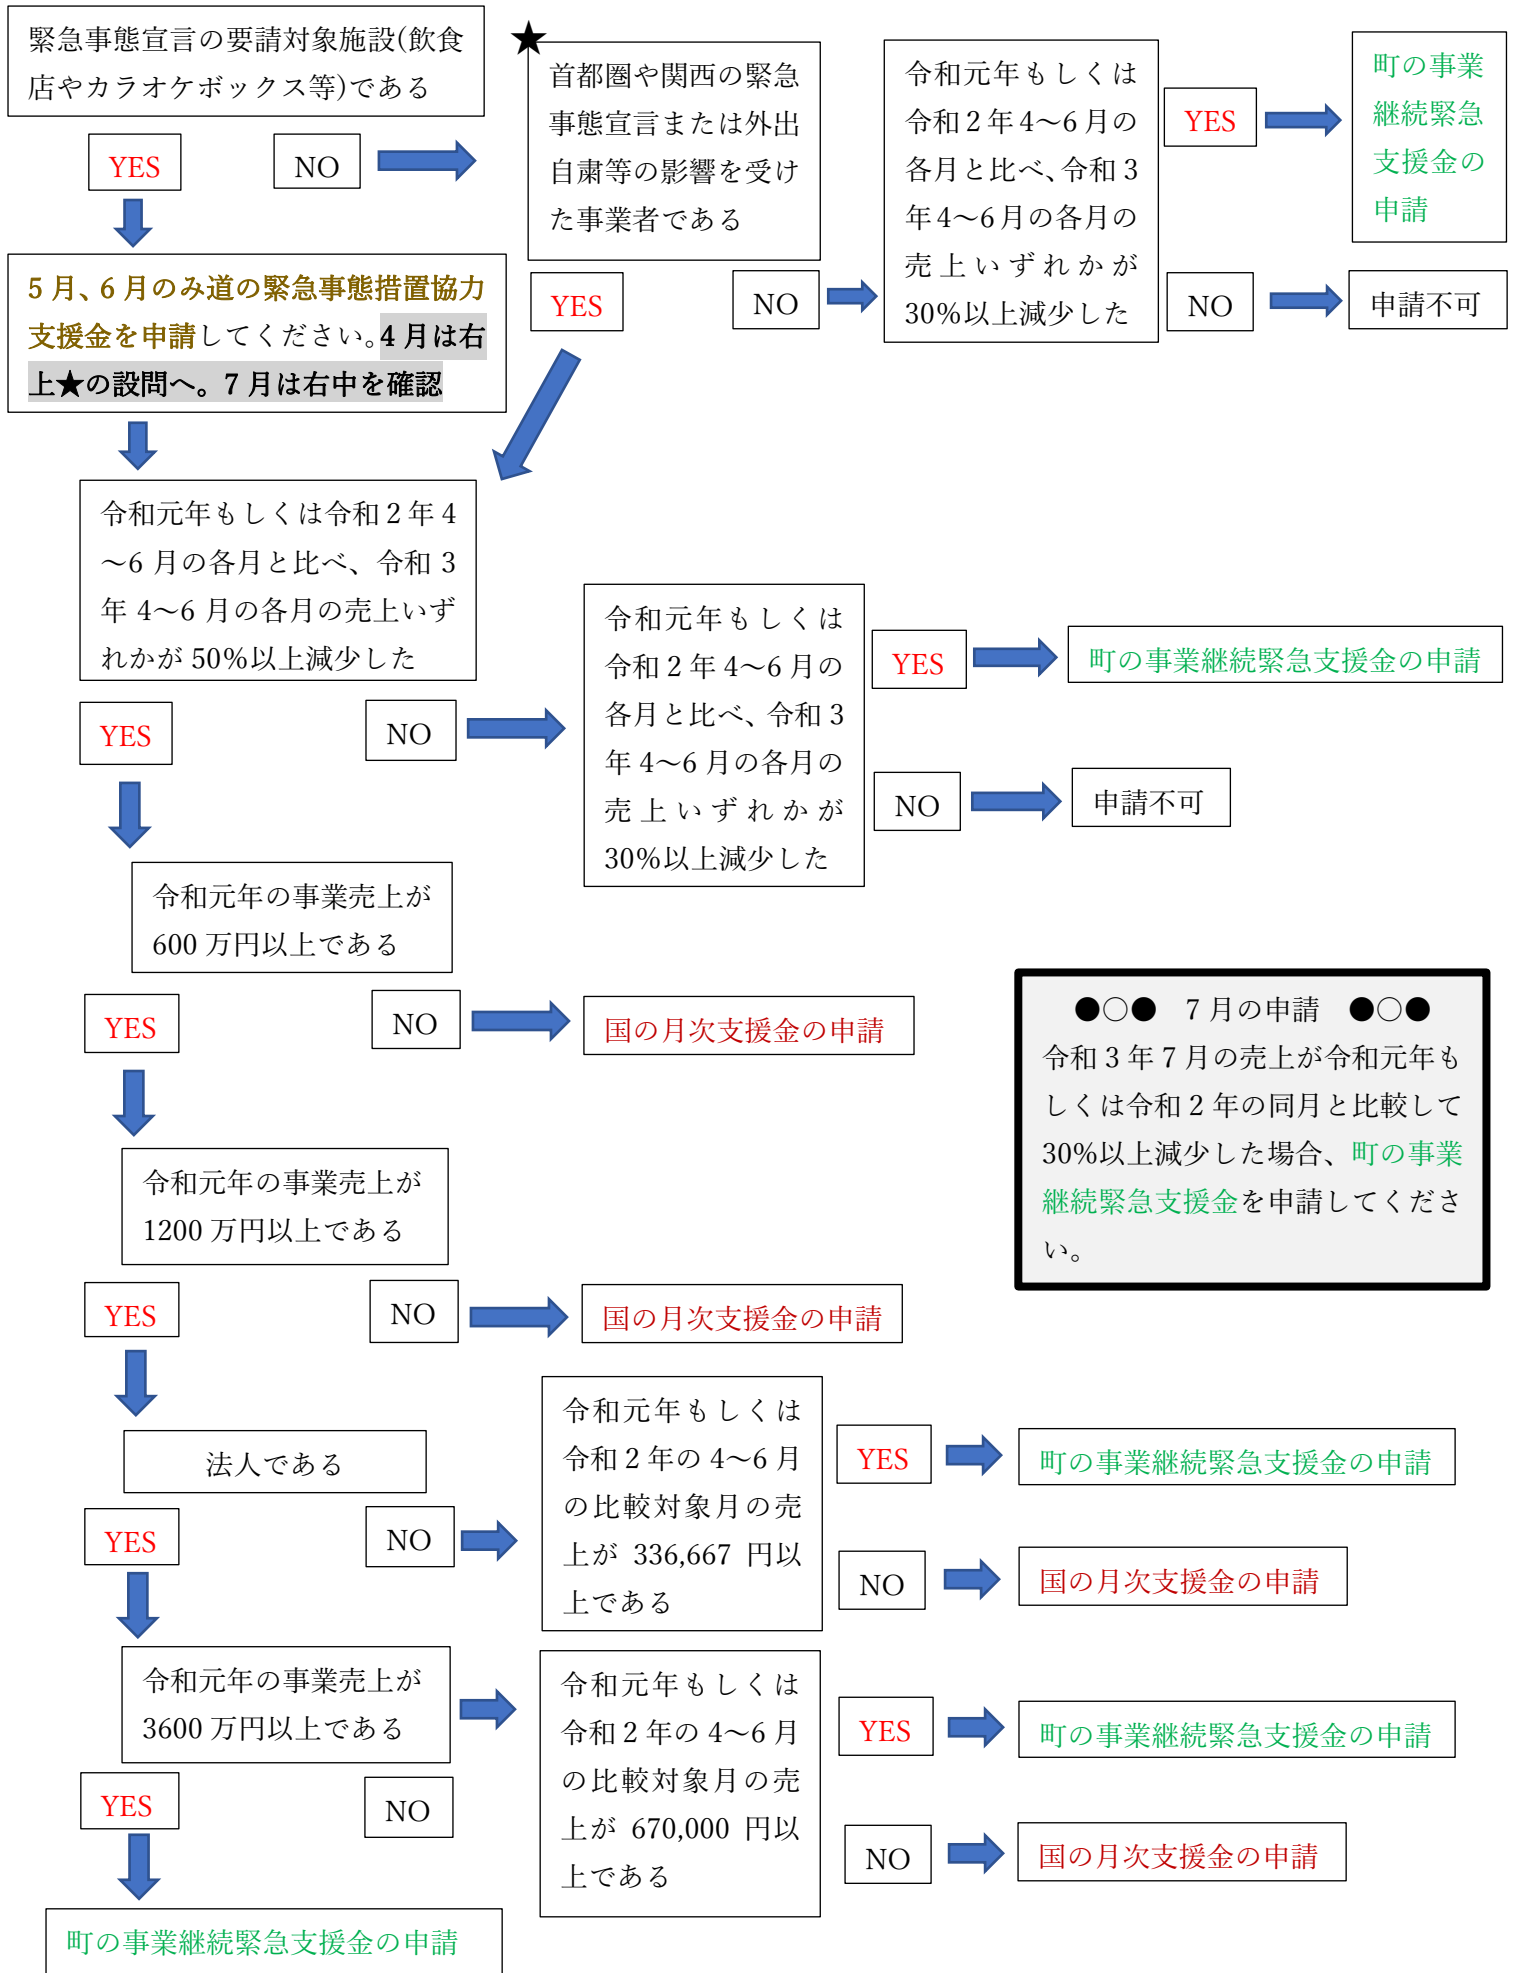 緊急事態宣言の要請対象施設(飲食
店やカラオケボックス等)である
YES
NO
★
首都圏や関西の緊急
事態宣言または外出
自粛等の影響を受け
た事業者である
YES
NO
令和元年もしくは
令和2年4～6月の
各月と比べ、令和3
年4～6月の各月の
売上いずれかが
30%以上減少した
YES
町の事業
継続緊急
支援金の
申請
NO
申請不可
5月、6月のみ道の緊急事態措置協力
支援金を申請してください。4月は右
上★の設問へ。7月は右中を確認
令和元年もしくは令和2年4
～6月の各月と比べ、令和3
年4～6月の各月の売上いず
れかが50%以上減少した
YES
NO
令和元年もしくは
令和2年4～6月の
各月と比べ、令和3
年4～6月の各月の
売上いずれかが
30%以上減少した
YES
町の事業継続緊急支援金の申請
NO
申請不可
令和元年の事業売上が
600万円以上である
YES
NO
国の月次支援金の申請
●○● 7月の申請 ●○●
令和3年7月の売上が令和元年も
しくは令和2年の同月と比較して
30%以上減少した場合、町の事業
継続緊急支援金を申請してくださ
い。
令和元年の事業売上が
1200万円以上である
YES
NO
国の月次支援金の申請
法人である
YES
NO
令和元年もしくは
令和2年の4～6月
の比較対象月の売
上が 336,667 円以
上である
YES
町の事業継続緊急支援金の申請
NO
国の月次支援金の申請
令和元年の事業売上が
3600万円以上である
YES
NO
令和元年もしくは
令和2年の4～6月
の比較対象月の売
上が 670,000 円以
上である
YES
町の事業継続緊急支援金の申請
NO
国の月次支援金の申請
町の事業継続緊急支援金の申請